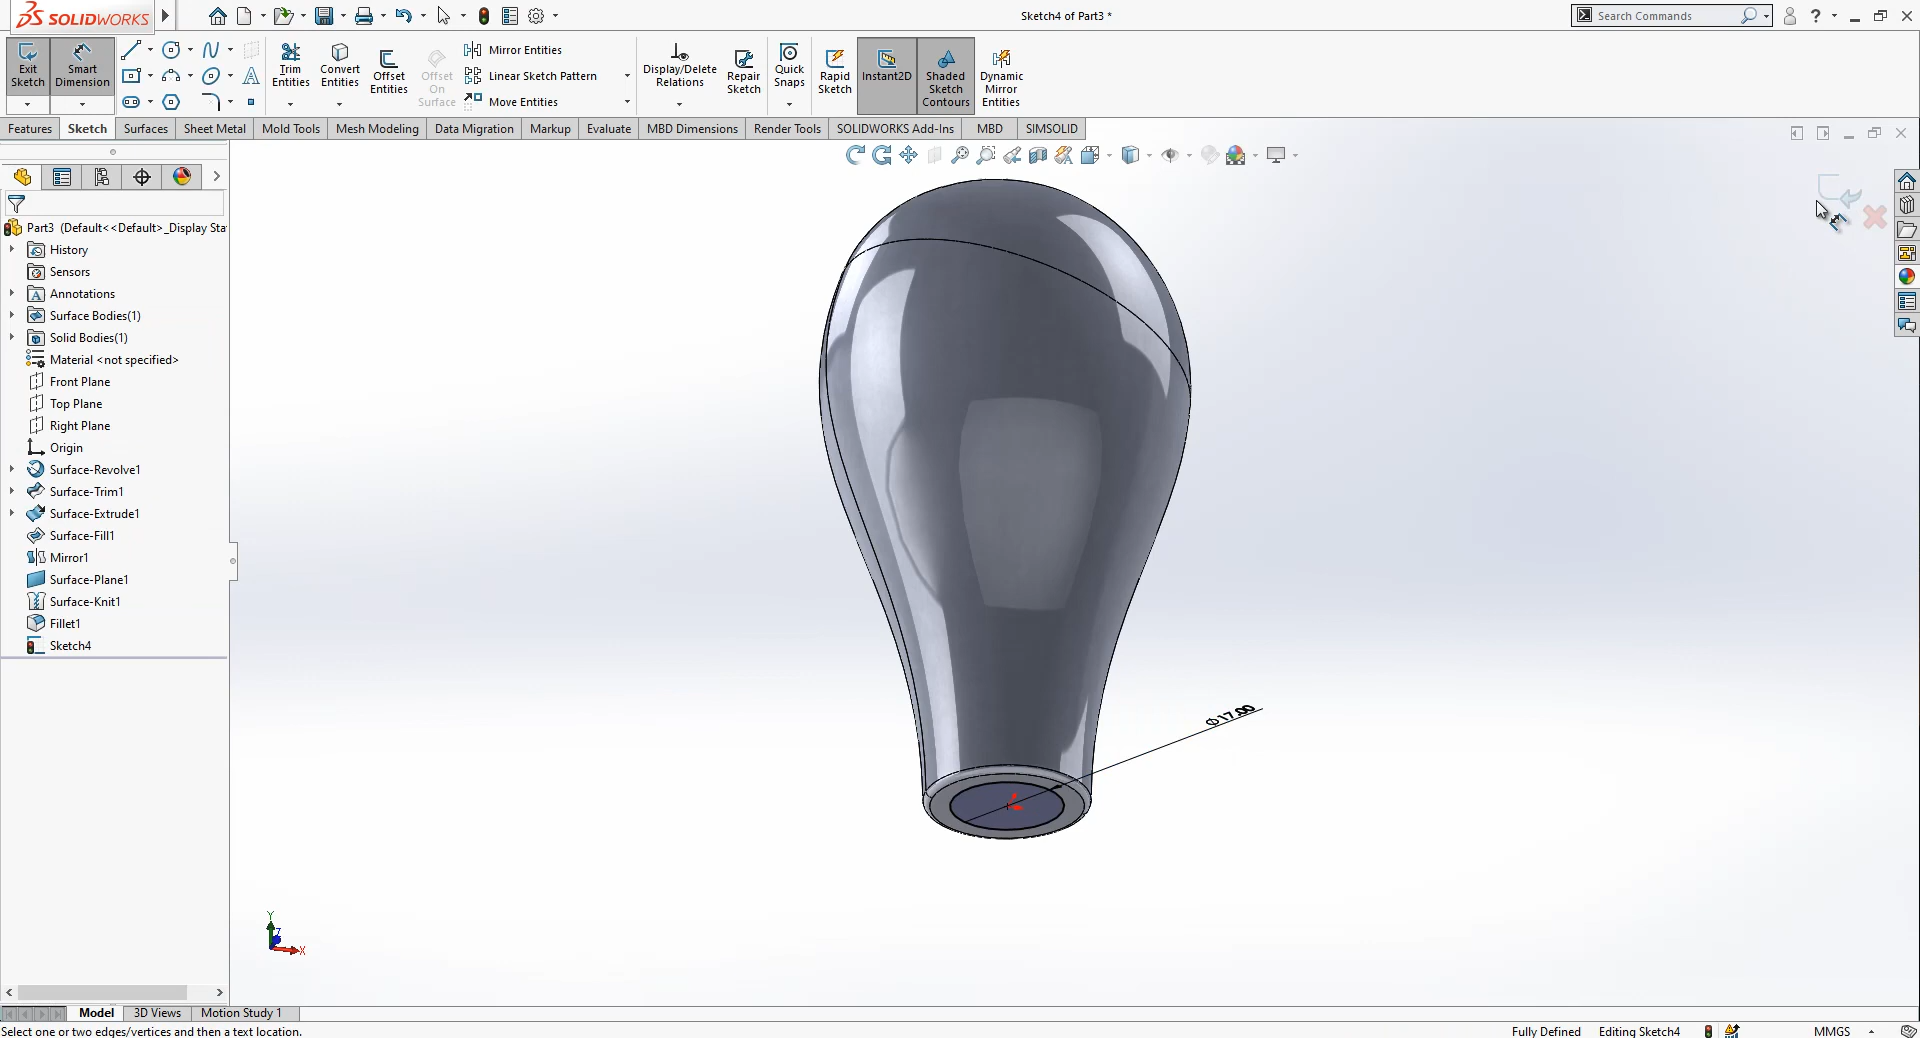 SOLIDWORKS
Sketch4 of Part3 *
Search Commands
Exit Sketch
Smart Dimension
Trim Entities
Convert Entities
Offset Entities
Offset On Surface
Mirror Entities
Linear Sketch Pattern
Move Entities
Display/Delete Relations
Repair Sketch
Quick Snaps
Rapid Sketch
Instant2D
Shaded Sketch Contours
Dynamic Mirror Entities
Features
Sketch
Surfaces
Sheet Metal
Mold Tools
Mesh Modeling
Data Migration
Markup
Evaluate
MBD Dimensions
Render Tools
SOLIDWORKS Add-Ins
MBD
SIMSOLID
Part3 (Default<<Default>_Display Sta
History
Sensors
Annotations
Surface Bodies(1)
Solid Bodies(1)
Material <not specified>
Front Plane
Top Plane
Right Plane
Origin
Surface-Revolve1
Surface-Trim1
Surface-Extrude1
Surface-Fill1
Mirror1
Surface-Plane1
Surface-Knit1
Fillet1
Sketch4
Ø17.00
Y
Z
X
Model
3D Views
Motion Study 1
Select one or two edges/vertices and then a text location.
Fully Defined
Editing Sketch4
MMGS